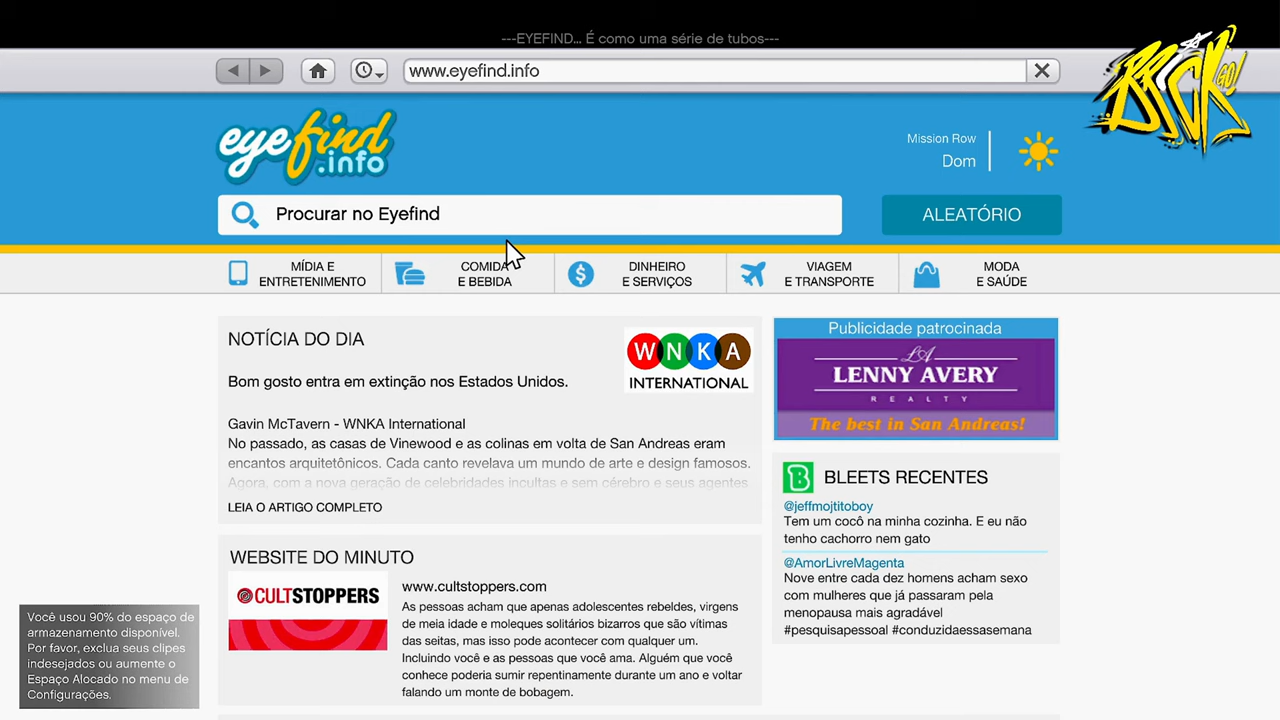 ---EYEFIND... É como uma série de tubos---
www.eyefind.info
BRICK GO!
eyefind
.info
Mission Row
Dom
Procurar no Eyefind
ALEATÓRIO
MÍDIA E
ENTRETENIMENTO
COMIDA
E BEBIDA
DINHEIRO
E SERVIÇOS
VIAGEM
E TRANSPORTE
MODA
E SAÚDE
NOTÍCIA DO DIA
WNKA
INTERNATIONAL
Bom gosto entra em extinção nos Estados Unidos.
Gavin McTavern - WNKA International
No passado, as casas de Vinewood e as colinas em volta de San Andreas eram
encantos arquitetônicos. Cada canto revelava um mundo de arte e design famosos.
Agora, com a nova geração de celebridades incultas e sem cérebro e seus agentes
LEIA O ARTIGO COMPLETO
Publicidade patrocinada
LA
LENNY AVERY
REALTY
The best in San Andreas!
BLEETS RECENTES
@jeffmojtitoboy
Tem um cocô na minha cozinha. E eu não
tenho cachorro nem gato
@AmorLivreMagenta
Nove entre cada dez homens acham sexo
com mulheres que já passaram pela
menopausa mais agradável
#pesquisapessoal #conduzidaessasemana
WEBSITE DO MINUTO
CULTSTOPPERS
www.cultstoppers.com
As pessoas acham que apenas adolescentes rebeldes, virgens
de meia idade e moleques solitários bizarros que são vítimas
das seitas, mas isso pode acontecer com qualquer um.
Incluindo você e as pessoas que você ama. Alguém que você
conhece poderia sumir repentinamente durante um ano e voltar
falando um monte de bobagem.
Você usou 90% do espaço de
armazenamento disponível.
Por favor, exclua seus clipes
indesejados ou aumente o
Espaço Alocado no menu de
Configurações.